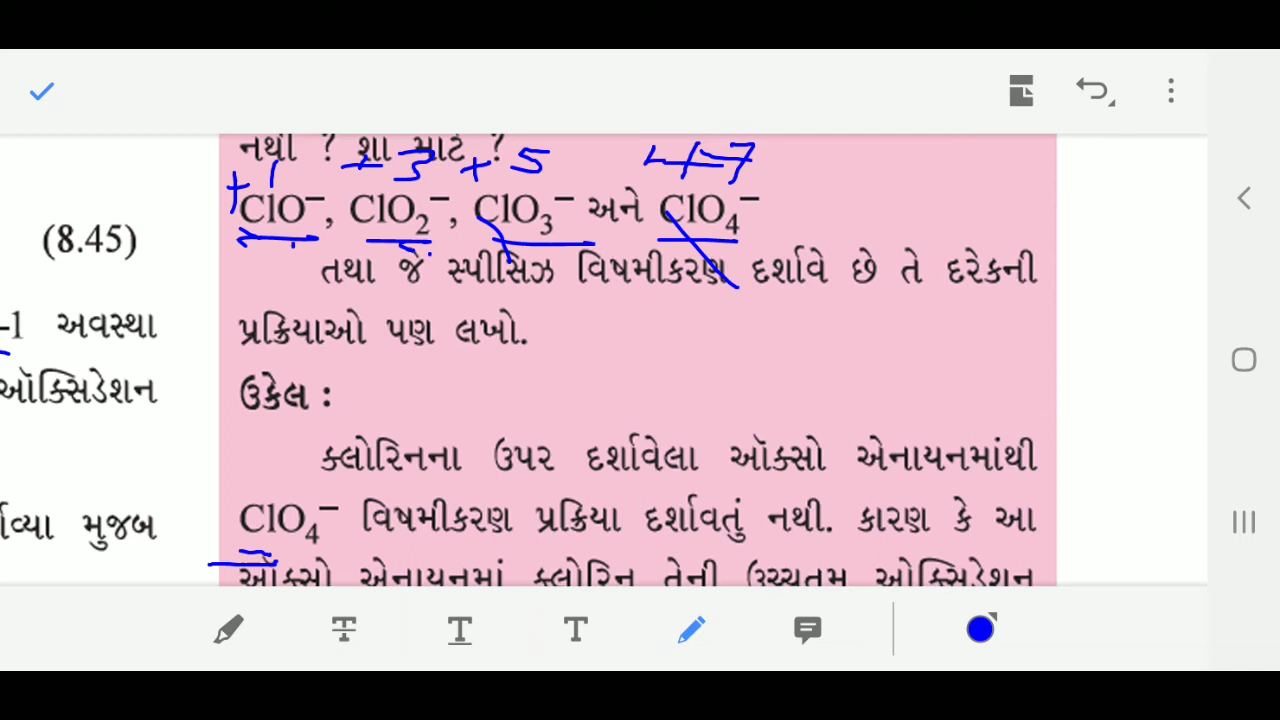 નથી ? શા માટે ?
+1 +3 +5 +7
ClO⁻, ClO₂⁻, ClO₃⁻ અને ClO₄⁻
(8.45)
તથા જે સ્પીસિઝ વિષમીકરણ દર્શાવે છે તે દરેકની
-1 અવસ્થા
પ્રક્રિયાઓ પણ લખો.
ઑક્સિડેશન
ઉકેલ :
ક્લોરિનના ઉપર દર્શાવેલા ઑક્સો એનાયનમાંથી
ClO₄⁻ વિષમીકરણ પ્રક્રિયા દર્શાવતું નથી. કારણ કે આ
મુજબ
ઑક્સો એનાયનમાં ક્લોરિન તેની ઉચ્ચતમ ઓક્સિડેશન
T T T